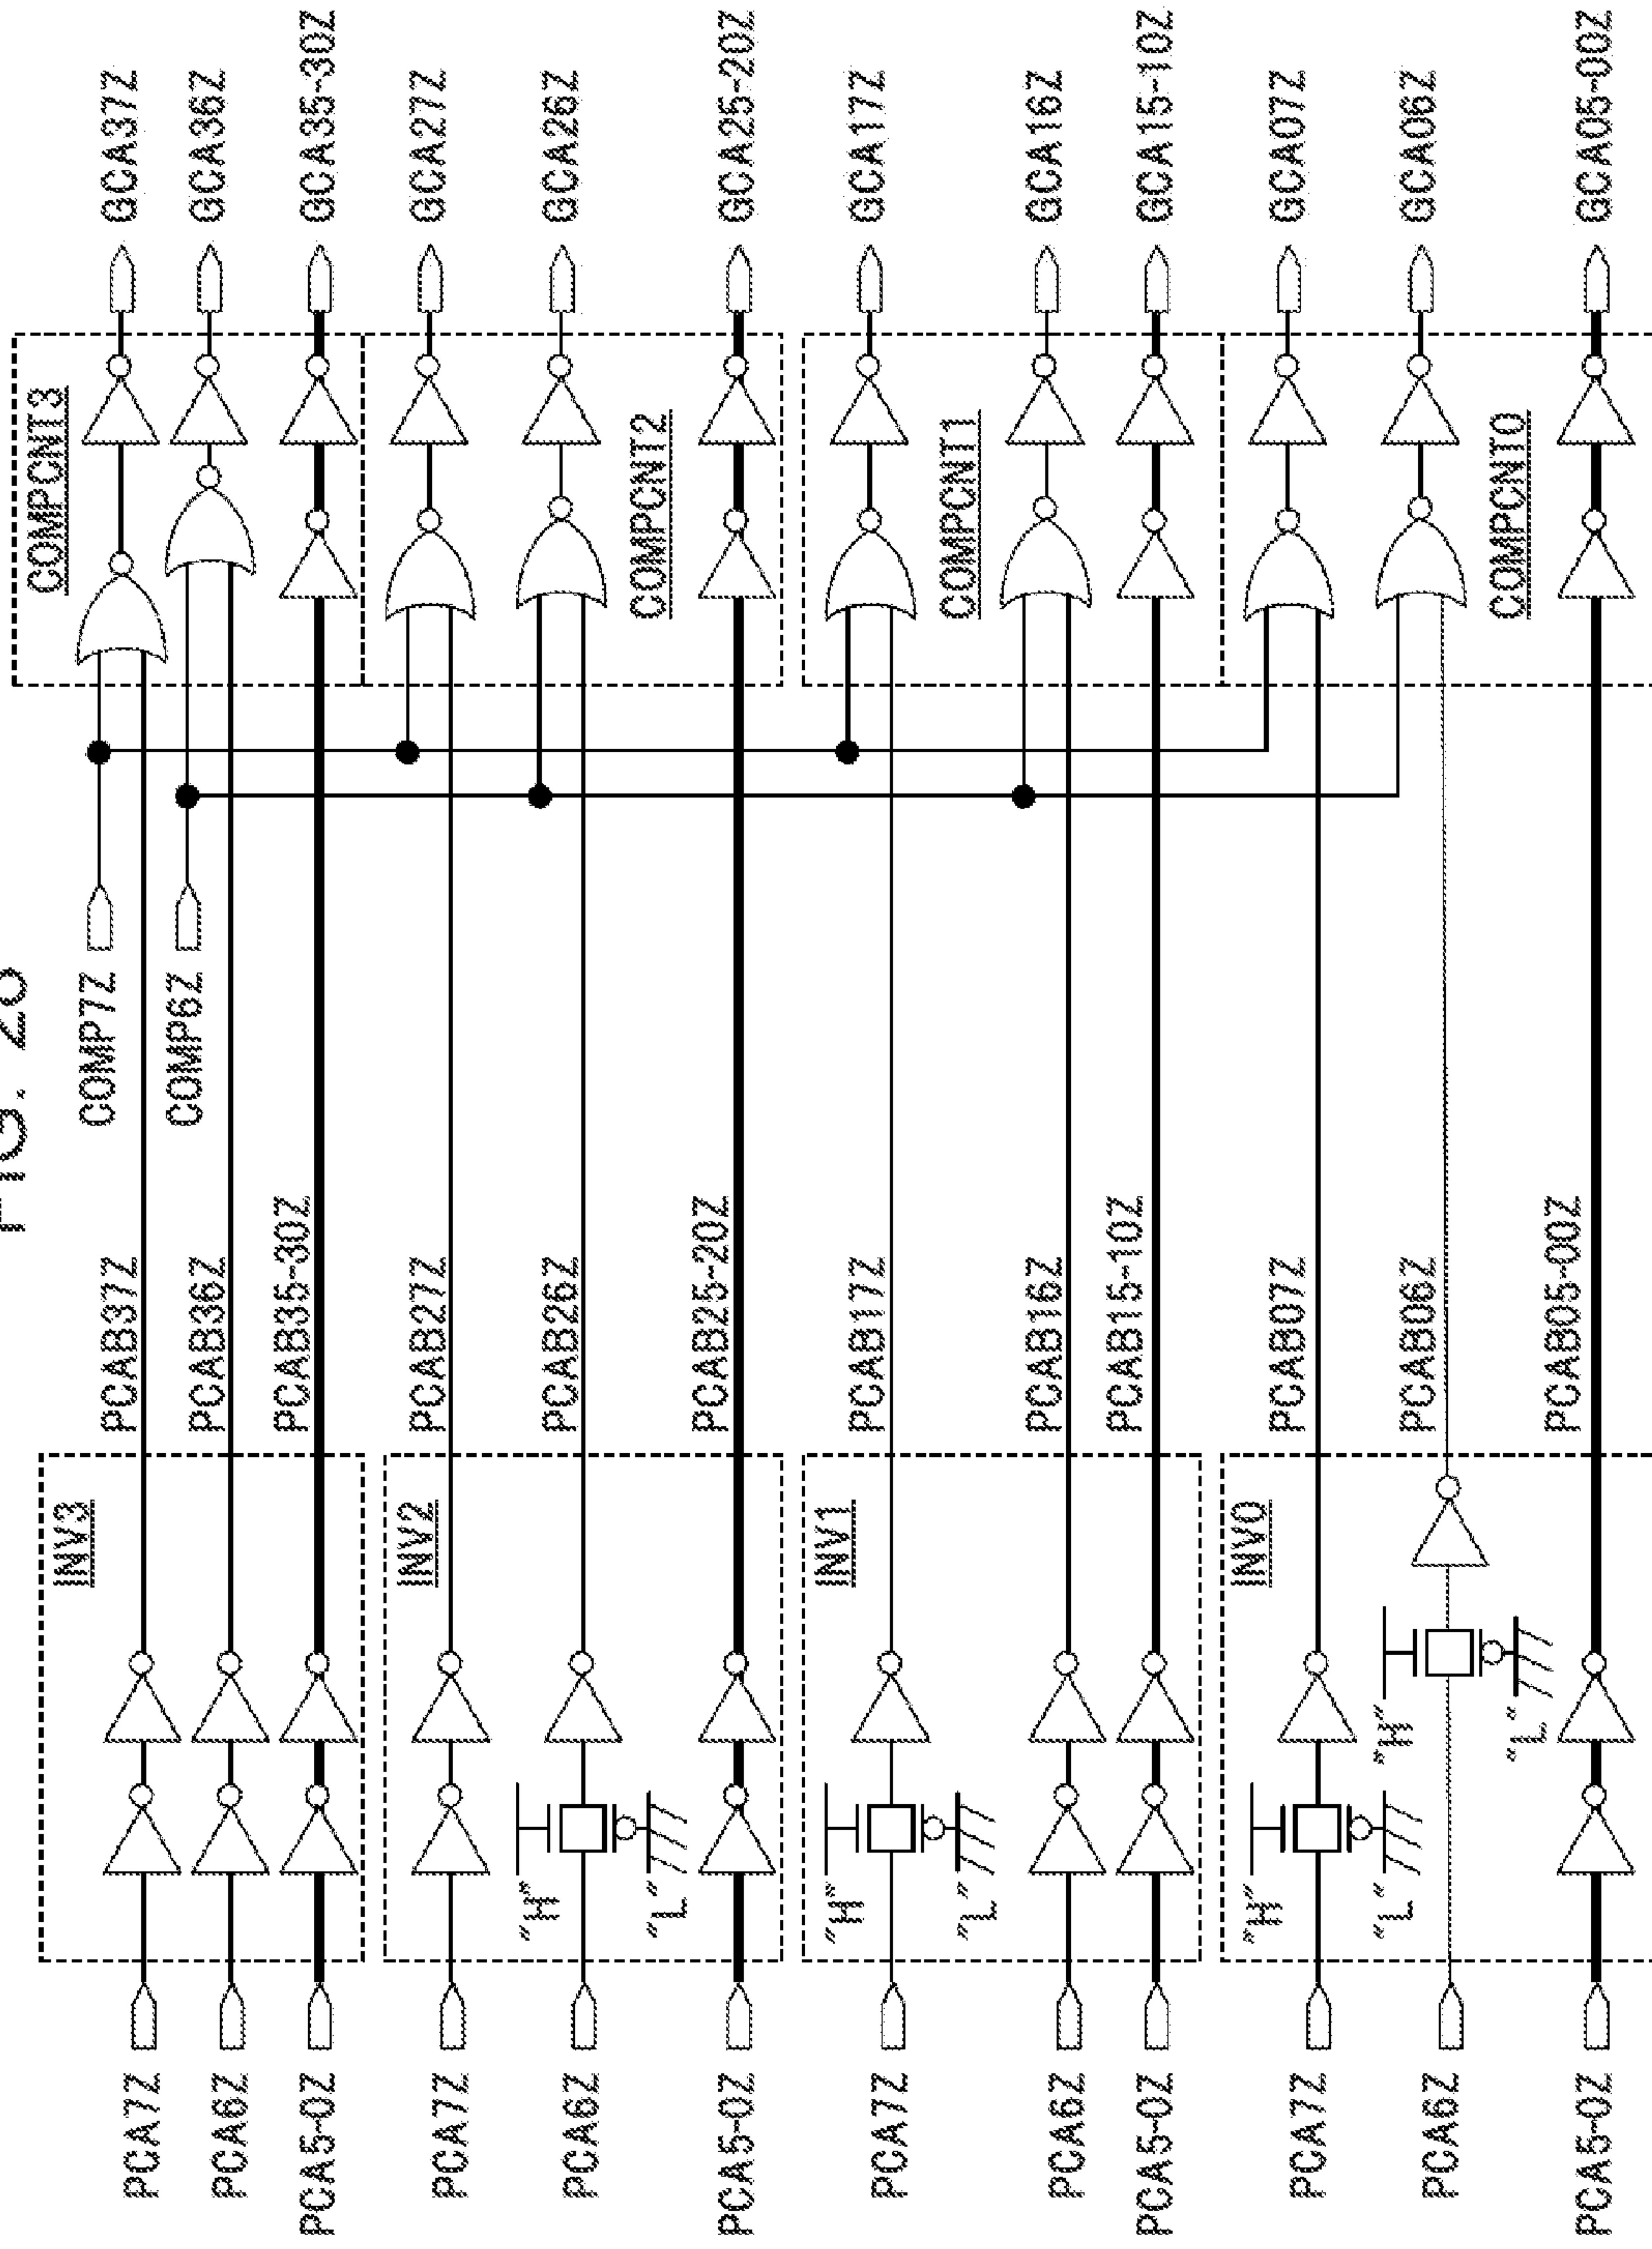 FIG.
COMPCNT3
INV3
COMP7Z
PCA7Z
PCAB37Z
GCA37Z
COMP6Z
PCA6Z
PCAB36Z
GCA36Z
PCA5-0Z
PCAB35-30Z
GCA35-30Z
INV2
PCA7Z
PCAB27Z
GCA27Z
"H"
PCA6Z
PCAB26Z
GCA26Z
"L"
COMPCNT2
PCA5-0Z
PCAB25-20Z
GCA25-20Z
INV1
"H"
PCA7Z
PCAB17Z
GCA17Z
"L"
COMPCNT1
PCA6Z
PCAB16Z
GCA16Z
PCA5-0Z
PCAB15-10Z
GCA15-10Z
INV0
"H"
PCA7Z
PCAB07Z
GCA07Z
"L"
"H"
PCA6Z
PCAB06Z
GCA06Z
"L"
COMPCNT0
PCA5-0Z
PCAB05-00Z
GCA05-00Z